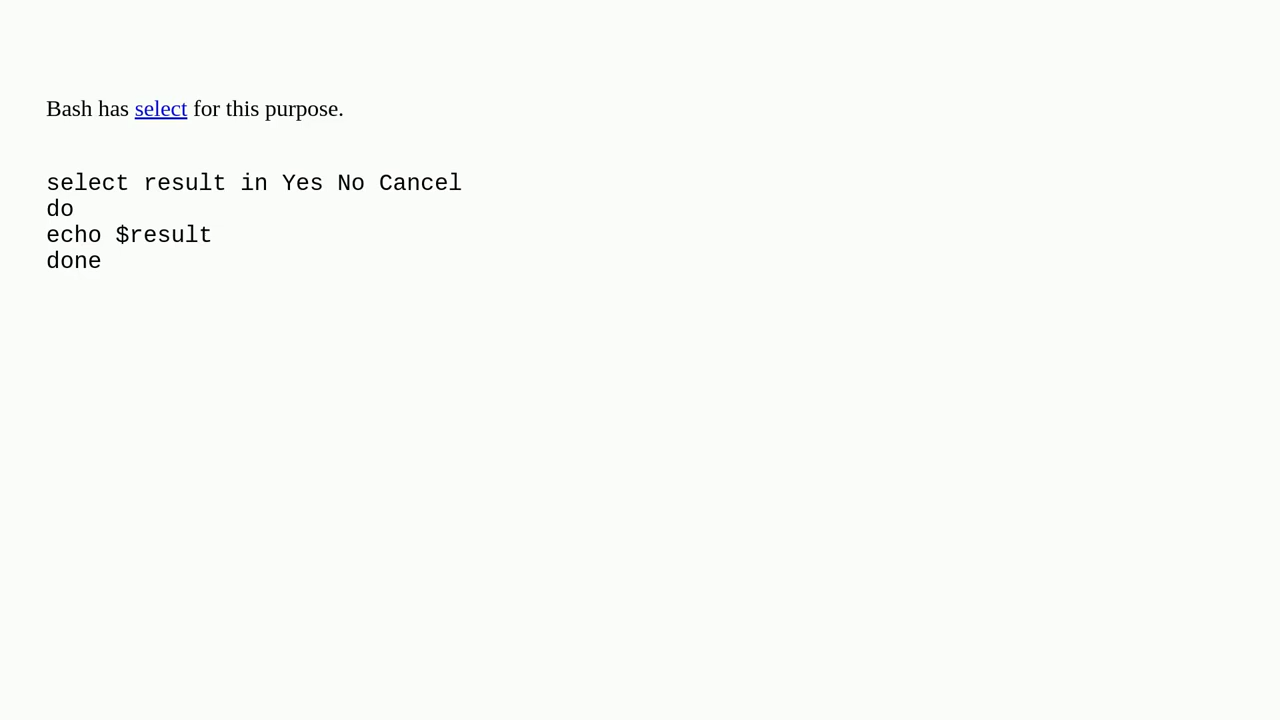 Bash has select for this purpose.
select result in Yes No Cancel
do
echo $result
done